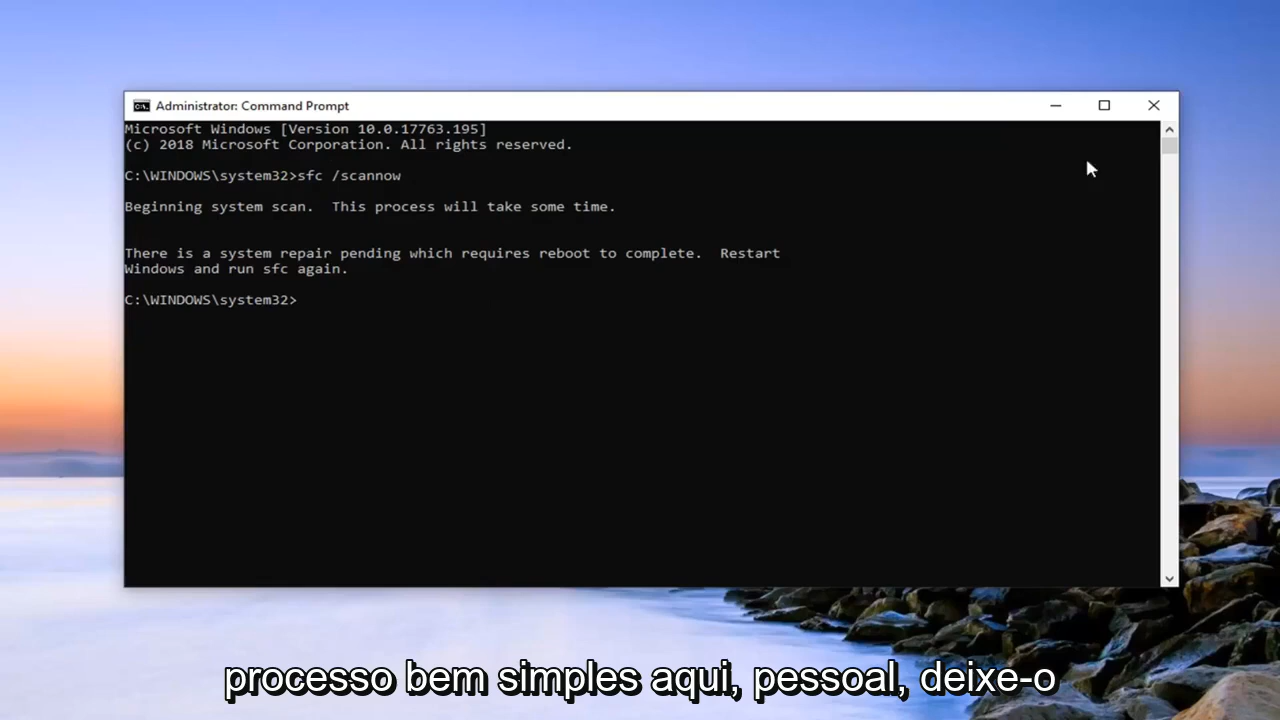 Administrator: Command Prompt
Microsoft Windows [Version 10.0.17763.195]
(c) 2018 Microsoft Corporation. All rights reserved.
C:\WINDOWS\system32>sfc /scannow
Beginning system scan.  This process will take some time.
There is a system repair pending which requires reboot to complete.  Restart
Windows and run sfc again.
C:\WINDOWS\system32>
processo bem simples aqui, pessoal, deixe-o